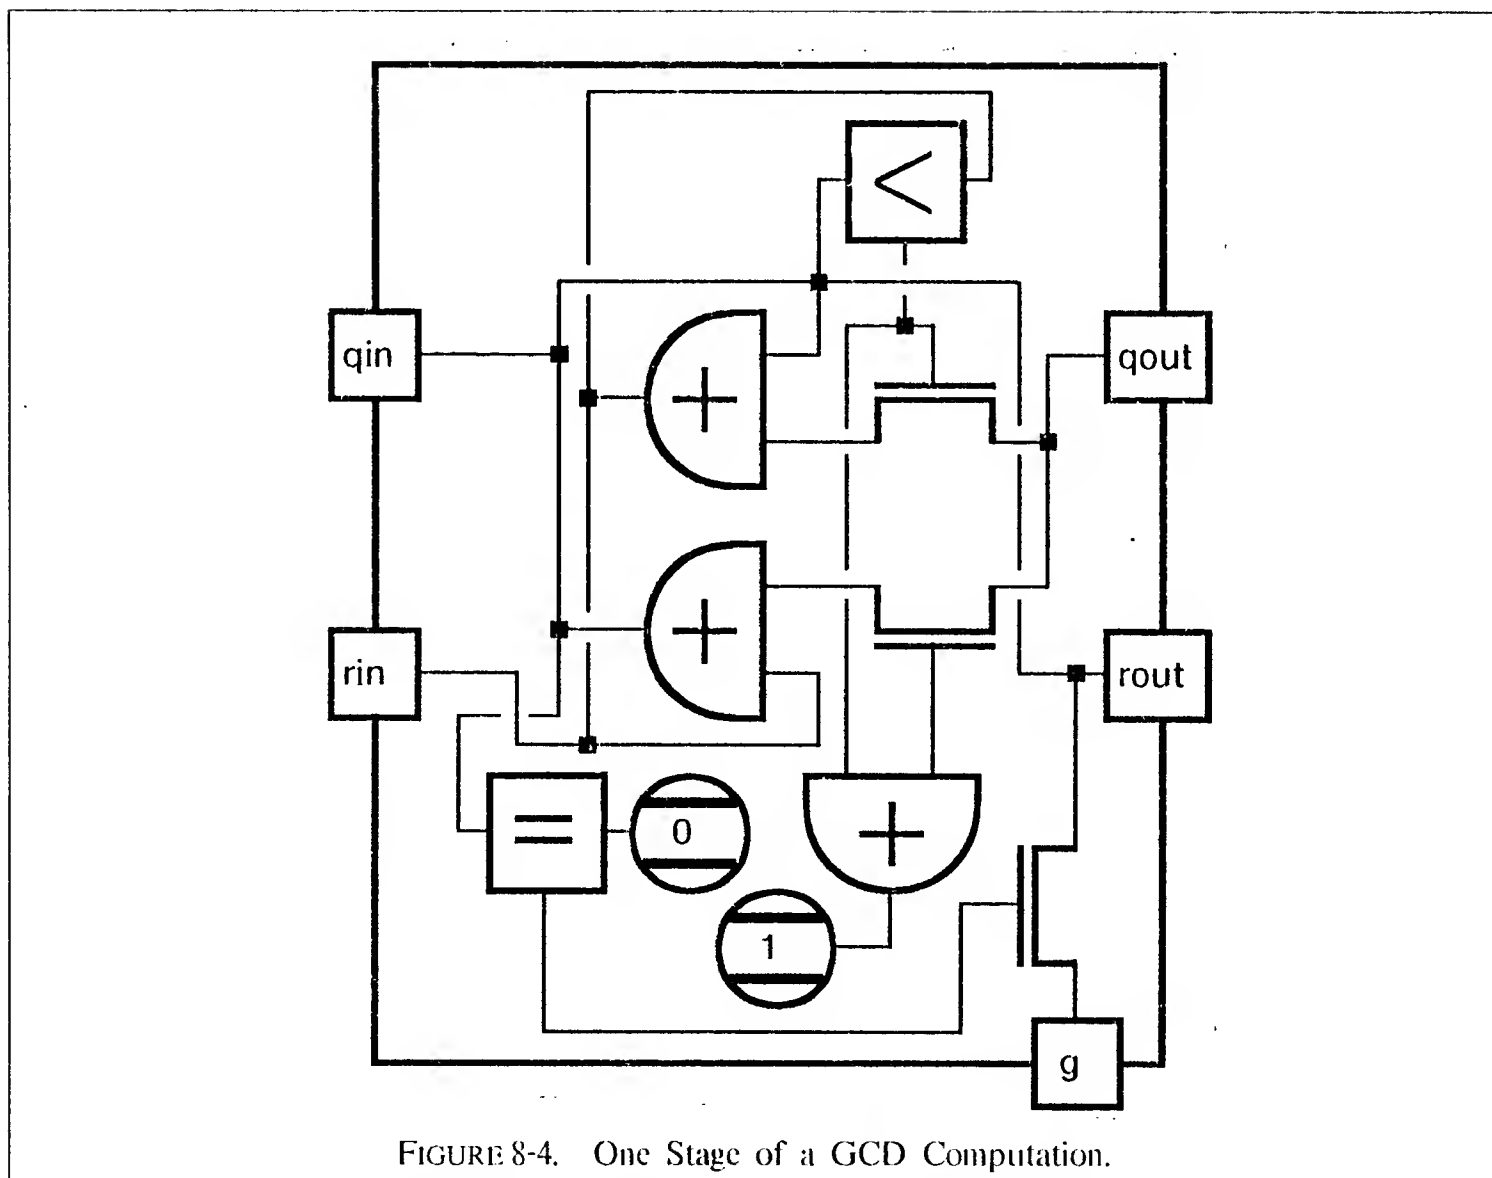 <
qin
+
qout
+
rin
rout
=
0
+
1
g
FIGURE 8-4. One Stage of a GCD Computation.